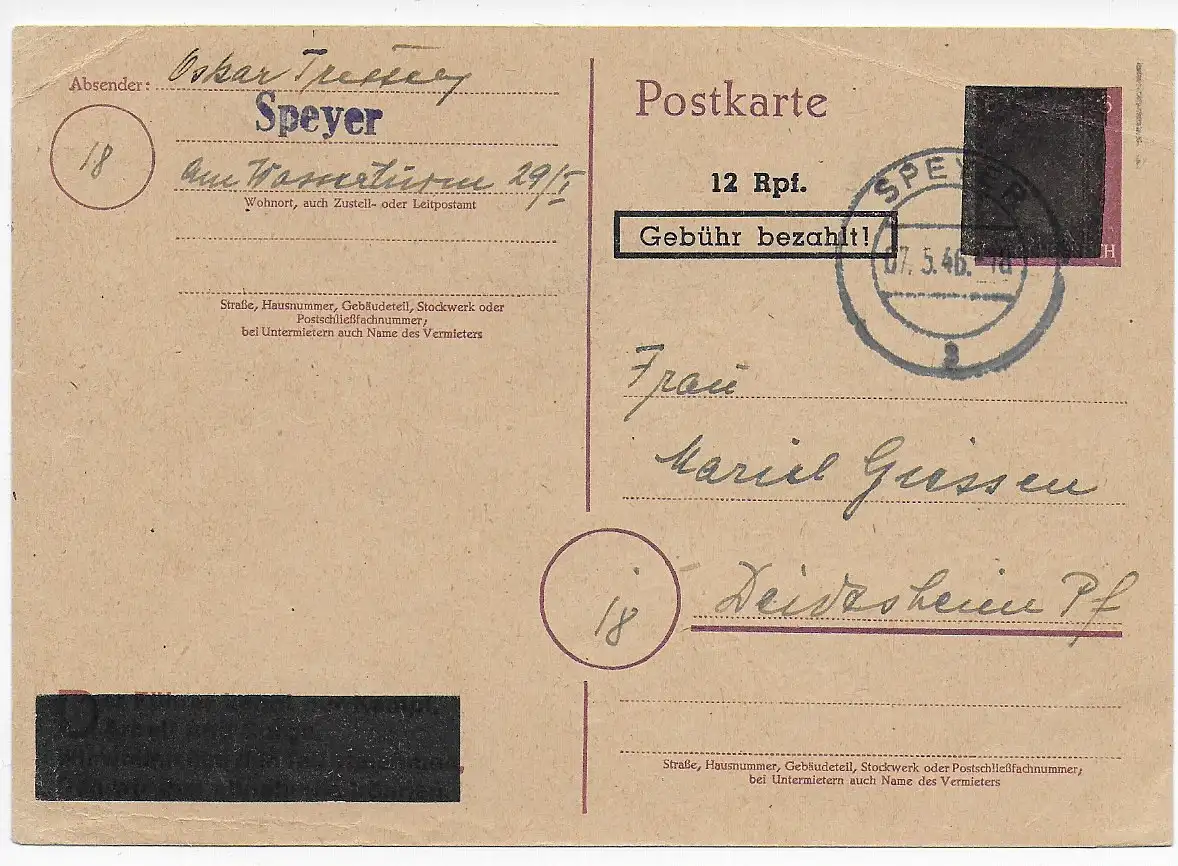 Absender: Oskar
Speyer
18
am Wasserturm 29/I
Wohnort, auch Zustell- oder Leitpostamt
Straße, Hausnummer, Gebäudeteil, Stockwerk oder
Postschließfachnummer;
bei Untermietern auch Name des Vermieters
Postkarte
12 Rpf.
Gebühr bezahlt!
SPEYER
07.5.46.
a
Frau
Mariel Giessen
18
Deidesheim Pf
Straße, Hausnummer, Gebäudeteil, Stockwerk oder Postschließfachnummer;
bei Untermietern auch Name des Vermieters